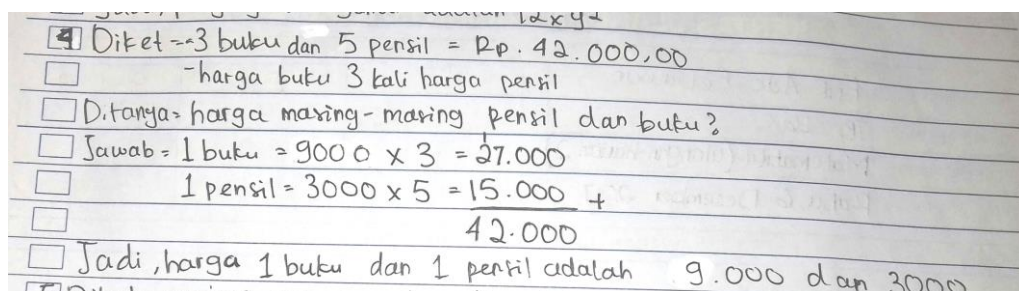 4 Diket = - 3 buku dan 5 pensil = Rp. 42.000,00
- harga buku 3 kali harga pensil
Ditanya = harga masing - masing pensil dan buku?
Jawab = 1 buku = 9000 x 3 = 27.000
1 pensil = 3000 x 5 = 15.000 +
42.000
Jadi, harga 1 buku dan 1 pensil adalah 9.000 dan 3000